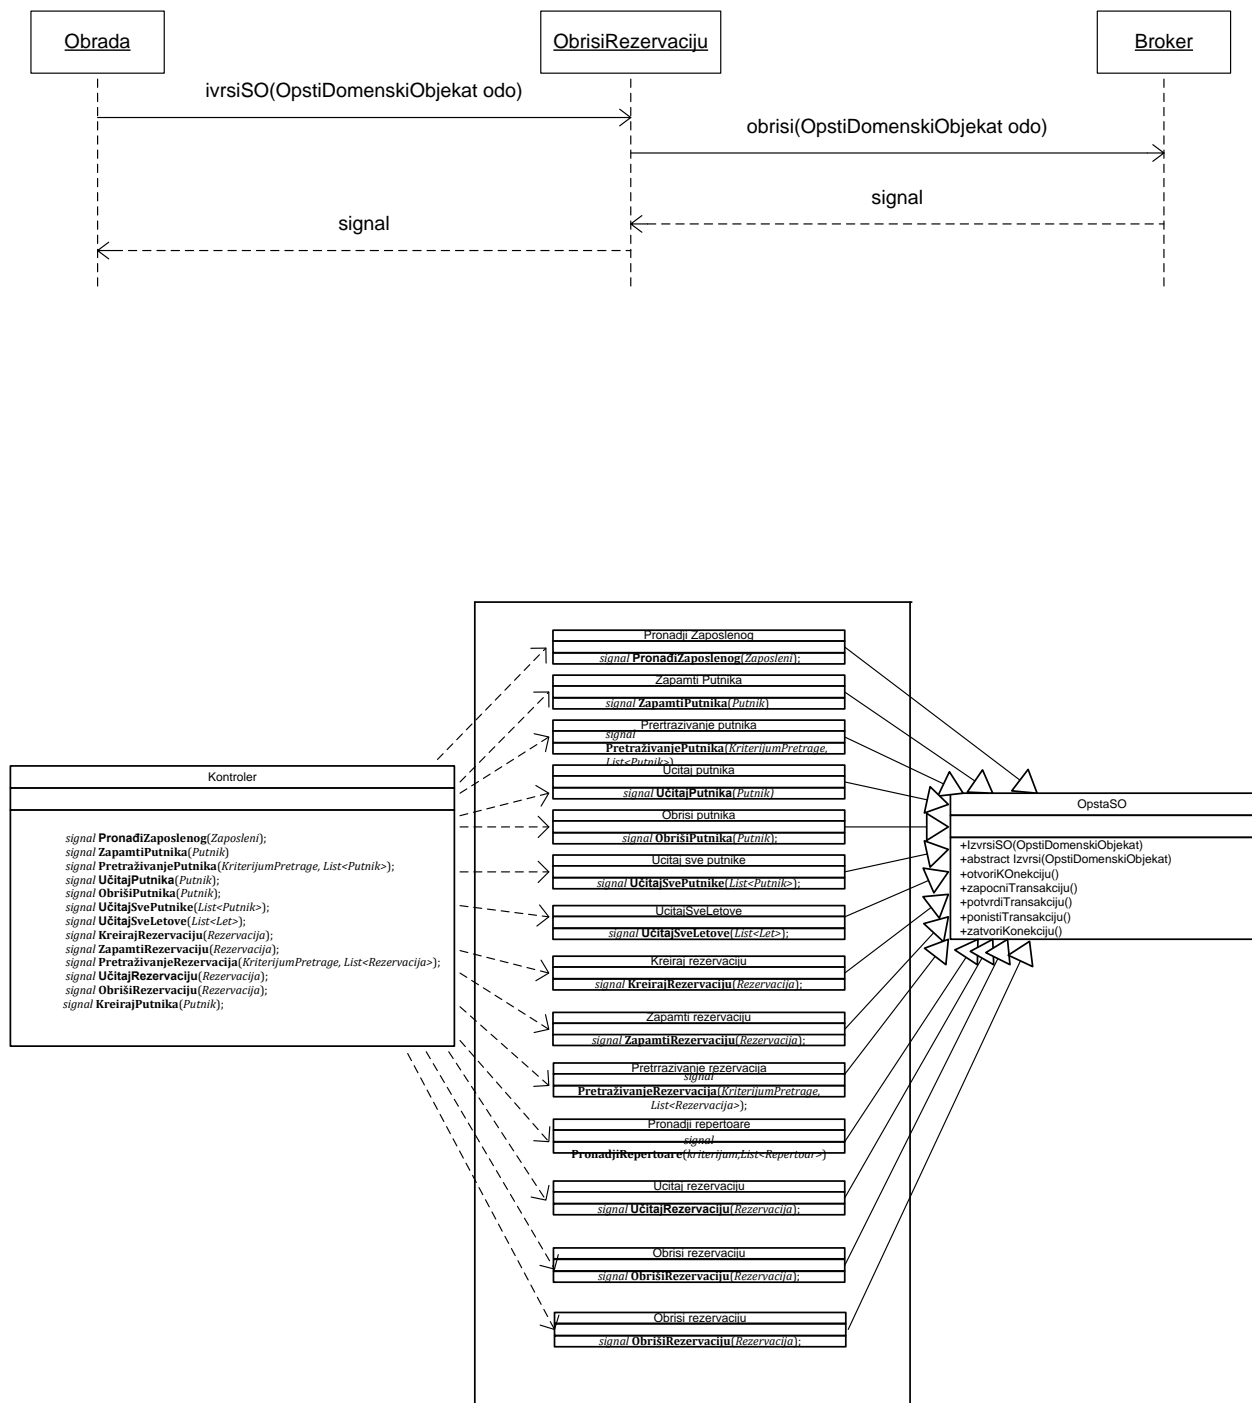 Obrada
ObrisiRezervaciju
Broker
ivrsiSO(OpstiDomenskiObjekat odo)
obrisi(OpstiDomenskiObjekat odo)
signal
signal
Pronadji Zaposlenog
signal PronađiZaposlenog(Zaposleni);
Zapamti Putnika
signal ZapamtiPutnika(Putnik)
Prertrazivanje putnika
signal
PretraživanjePutnika(KriterijumPretrage,
List<Putnik>)
Ucitaj putnika
signal UčitajPutnika(Putnik)
Obrisi putnika
signal ObrišiPutnika(Putnik);
Ucitaj sve putnike
signal UčitajSvePutnike(List<Putnik>);
UcitajSveLetove
signal UčitajSveLetove(List<Let>);
Kreiraj rezervaciju
signal KreirajRezervaciju(Rezervacija);
Zapamti rezervaciju
signal ZapamtiRezervaciju(Rezervacija);
Pretrrazivanje rezervacija
signal
PretraživanjeRezervacija(KriterijumPretrage,
List<Rezervacija>);
Pronadji repertoare
signal
PronadjiRepertoare(kriterijum,List<Repertoar>)
Ucitaj rezervaciju
signal UčitajRezervaciju(Rezervacija);
Obrisi rezervaciju
signal ObrišiRezervaciju(Rezervacija);
Obrisi rezervaciju
signal ObrišiRezervaciju(Rezervacija);
Kontroler
signal PronađiZaposlenog(Zaposleni);
signal ZapamtiPutnika(Putnik)
signal PretraživanjePutnika(KriterijumPretrage, List<Putnik>);
signal UčitajPutnika(Putnik);
signal ObrišiPutnika(Putnik);
signal UčitajSvePutnike(List<Putnik>);
signal UčitajSveLetove(List<Let);
signal KreirajRezervaciju(Rezervacija);
signal ZapamtiRezervaciju(Rezervacija);
signal PretraživanjeRezervacija(KriterijumPretrage, List<Rezervacija>);
signal UčitajRezervaciju(Rezervacija);
signal ObrišiRezervaciju(Rezervacija);
signal KreirajPutnika(Putnik);
OpstaSO
+IzvrsiSO(OpstiDomenskiObjekat)
+abstract Izvrsi(OpstiDomenskiObjekat)
+otvoriKOnekciju()
+zapocniTransakciju()
+potvrdiTransakciju()
+ponistiTransakciju()
+zatvoriKonekciju()